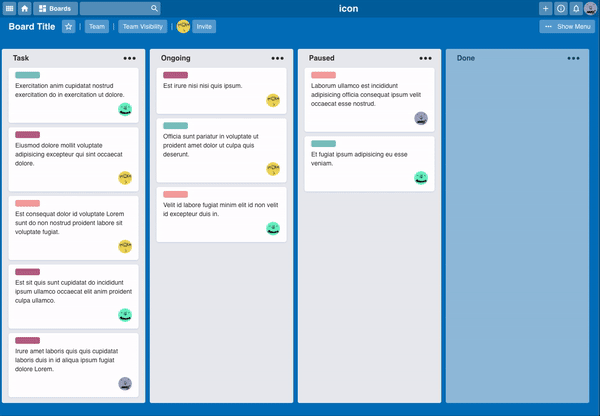 Boards
icon
Board Title
Team
Team Visibility
Invite
Show Menu
Task
Exercitation anim cupidatat nostrud
exercitation do in exercitation ut dolore.
Eiusmod dolore mollit voluptate
adipisicing excepteur qui sint occaecat
dolore.
Est consequat dolor id voluptate Lorem
sunt do non nostrud proident labore sit
voluptate fugiat.
Est sit quis sunt cupidatat do incididunt
ipsum ullamco occaecat elit anim proident
culpa ullamco.
Irure amet laboris quis quis cupidatat
laboris duis in id aliqua ipsum fugiat
dolore Lorem.
Ongoing
Est irure nisi nisi quis ipsum.
Officia sunt pariatur in voluptate ut
proident amet dolor ut culpa quis
deserunt.
Velit id labore fugiat minim elit id non velit
id excepteur duis in.
Paused
Laborum ullamco est incididunt
adipisicing officia consequat ipsum velit
occaecat esse nostrud.
Et fugiat ipsum adipisicing eu esse
veniam.
Done